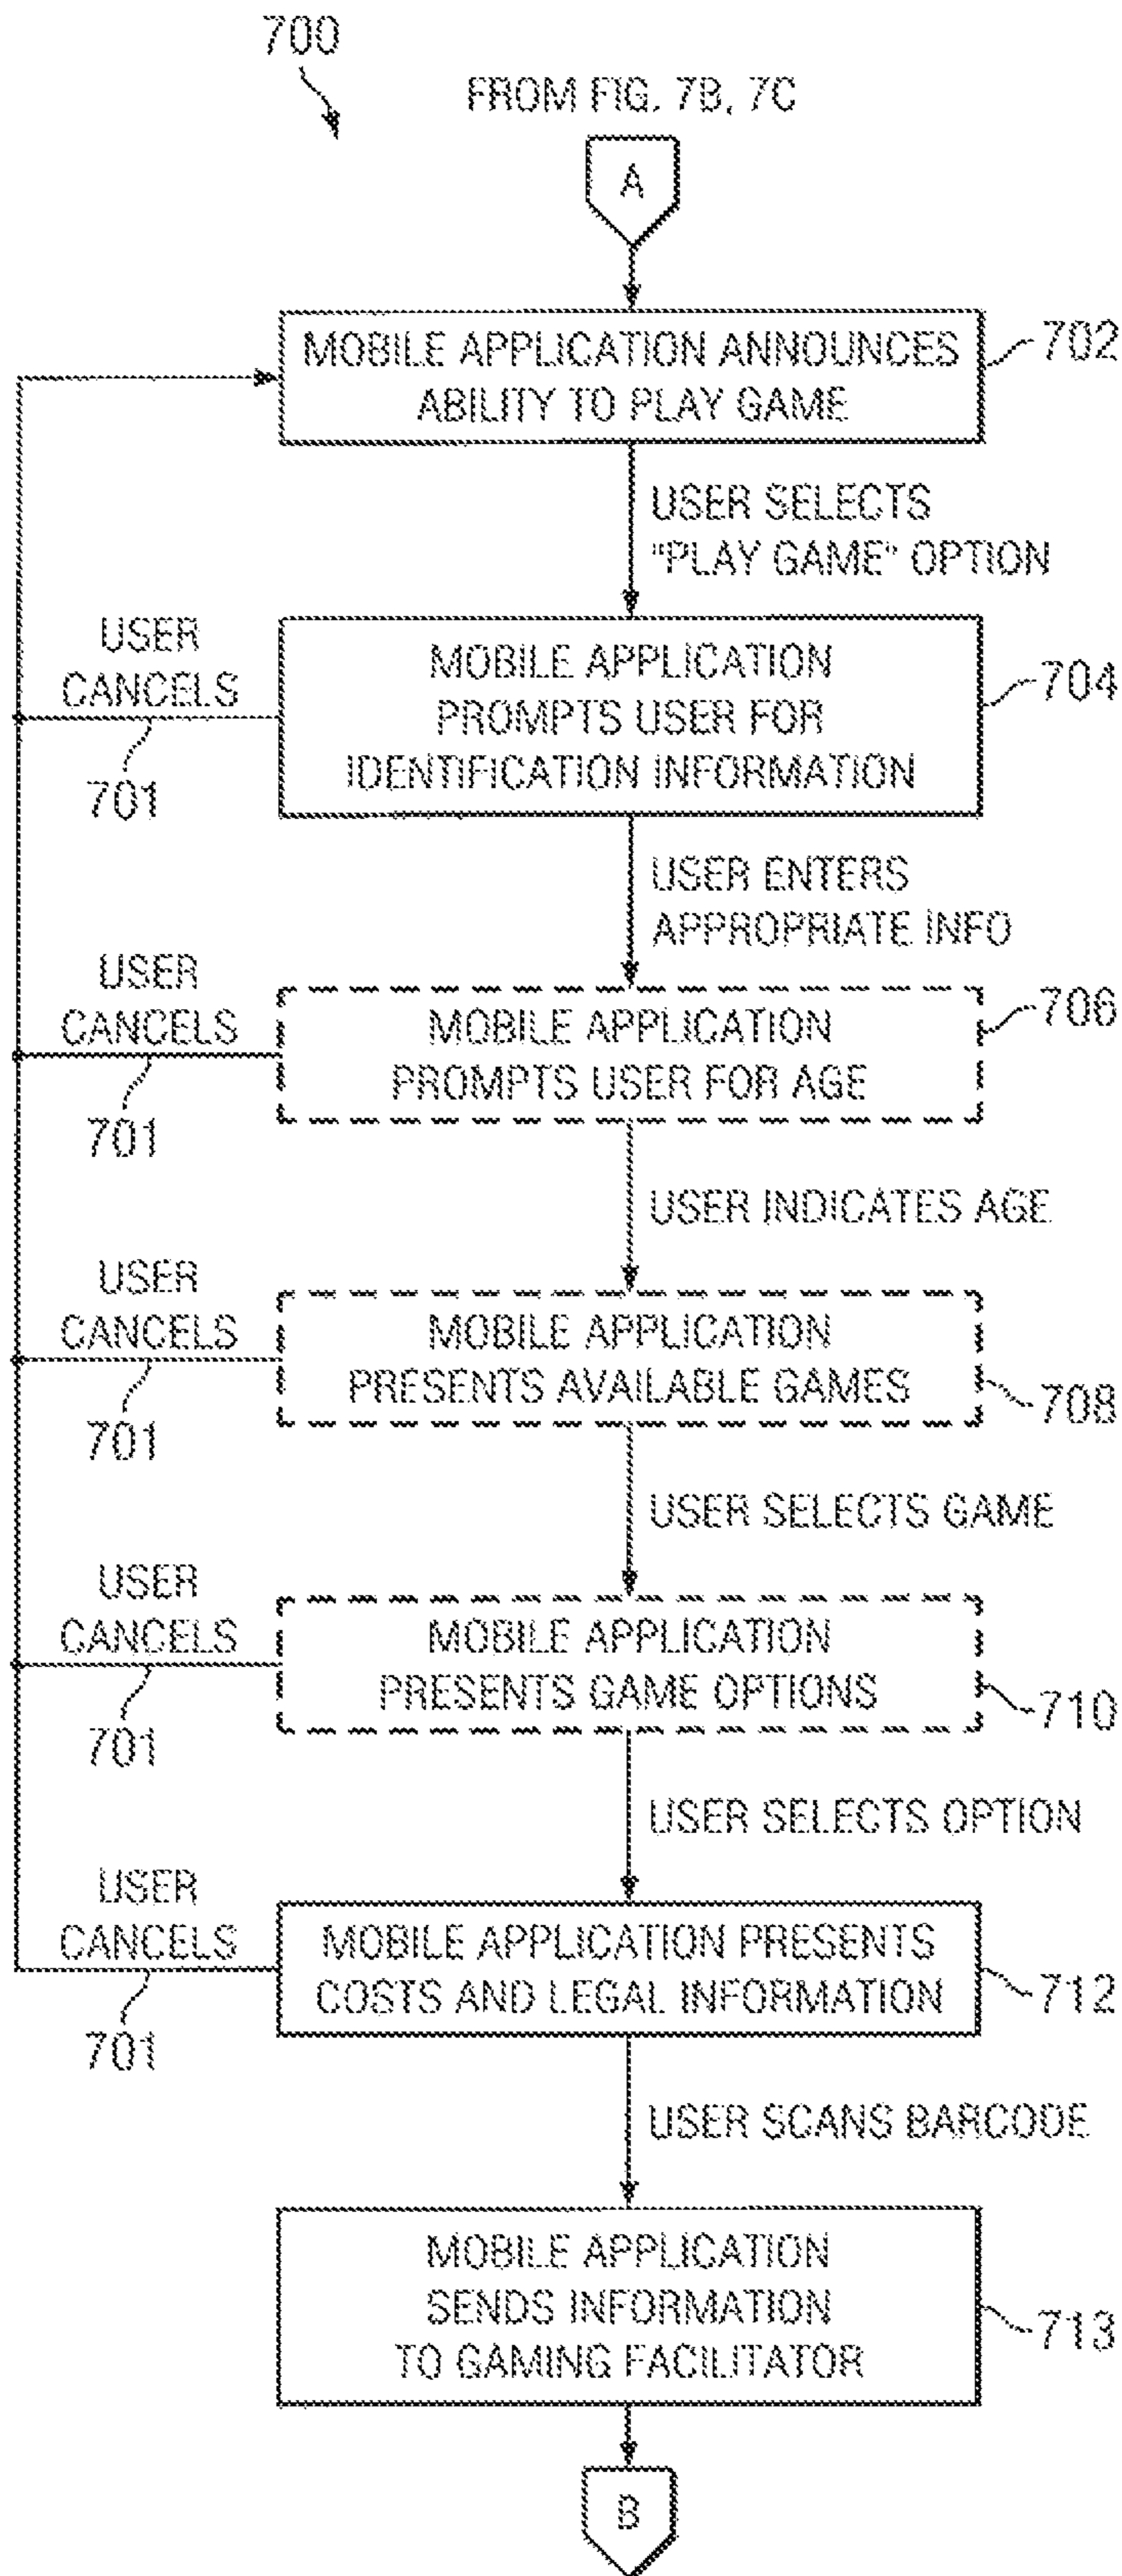 700
FROM FIG. 7B, 7C
A
MOBILE APPLICATION ANNOUNCES
ABILITY TO PLAY GAME
702
USER SELECTS
"PLAY GAME" OPTION
USER
CANCELS
701
MOBILE APPLICATION
PROMPTS USER FOR
IDENTIFICATION INFORMATION
704
USER ENTERS
APPROPRIATE INFO
USER
CANCELS
701
MOBILE APPLICATION
PROMPTS USER FOR AGE
706
USER INDICATES AGE
USER
CANCELS
701
MOBILE APPLICATION
PRESENTS AVAILABLE GAMES
708
USER SELECTS GAME
USER
CANCELS
701
MOBILE APPLICATION
PRESENTS GAME OPTIONS
710
USER SELECTS OPTION
USER
CANCELS
701
MOBILE APPLICATION PRESENTS
COSTS AND LEGAL INFORMATION
712
USER SCANS BARCODE
MOBILE APPLICATION
SENDS INFORMATION
TO GAMING FACILITATOR
713
B